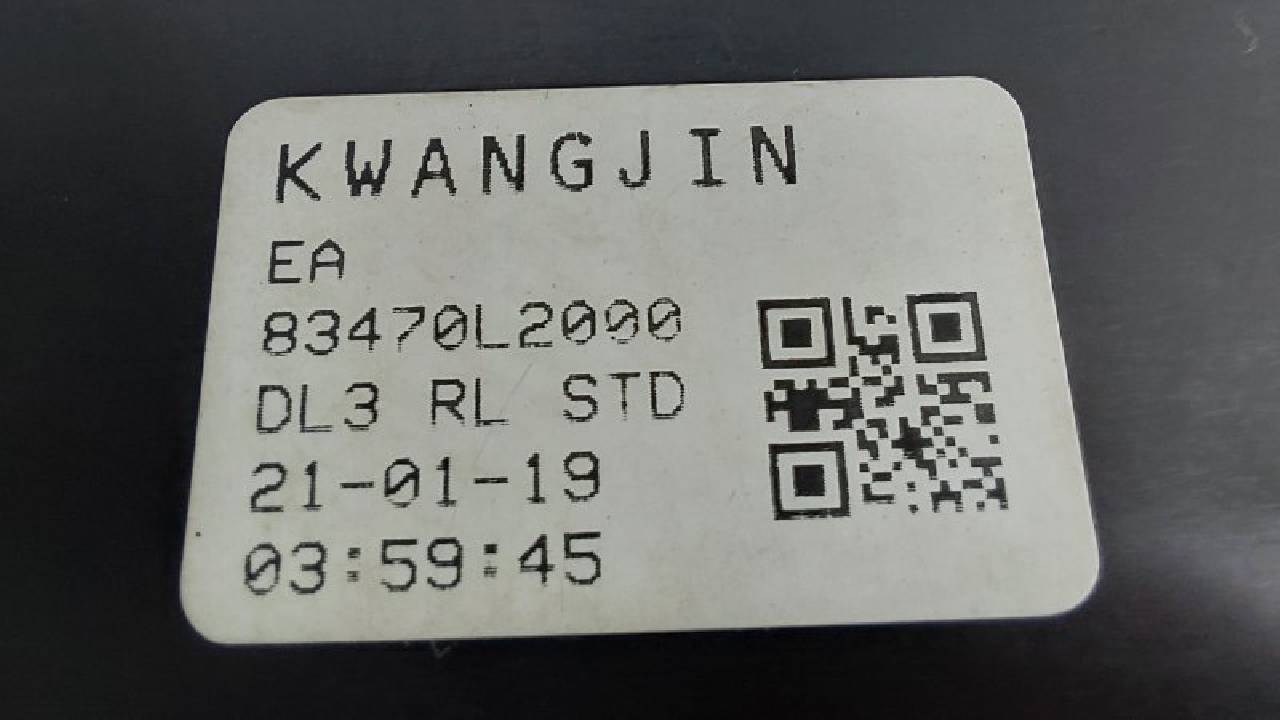 KWANGJIN
EA
83470L2000
DL3 RL STD
21-01-19
03:59:45